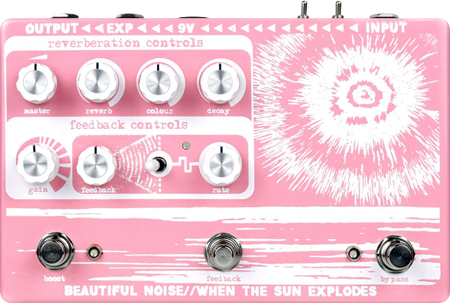 OUTPUT EXP 9V INPUT
reverberation controls
master reverb colour decay
feedback controls
gain feedback rate
boost feedback bypass
BEAUTIFUL NOISE//WHEN THE SUN EXPLODES